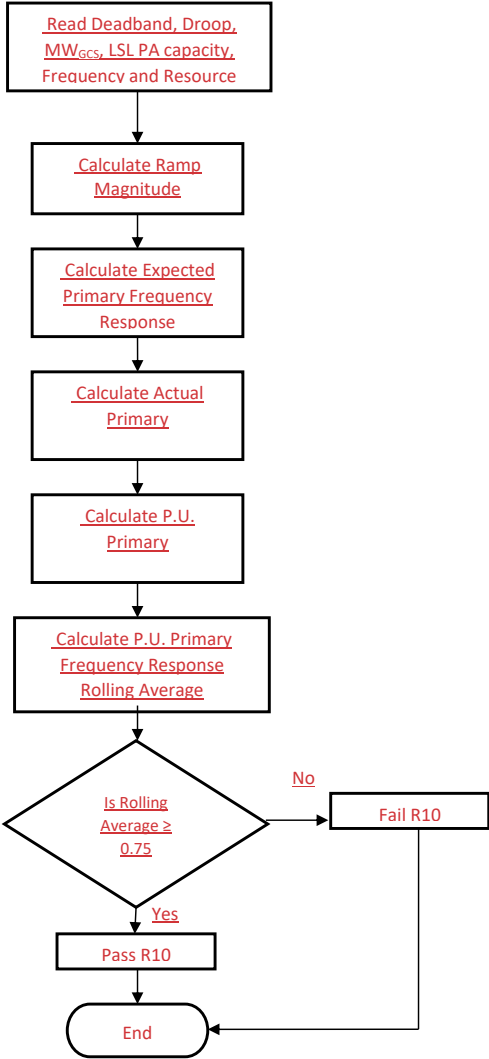 Read Deadband, Droop,
MWGCS, LSL PA capacity,
Frequency and Resource
Calculate Ramp
Magnitude
Calculate Expected
Primary Frequency
Response
Calculate Actual
Primary
Calculate P.U.
Primary
Calculate P.U. Primary
Frequency Response
Rolling Average
Is Rolling
Average ≥
0.75
No
Fail R10
Yes
Pass R10
End